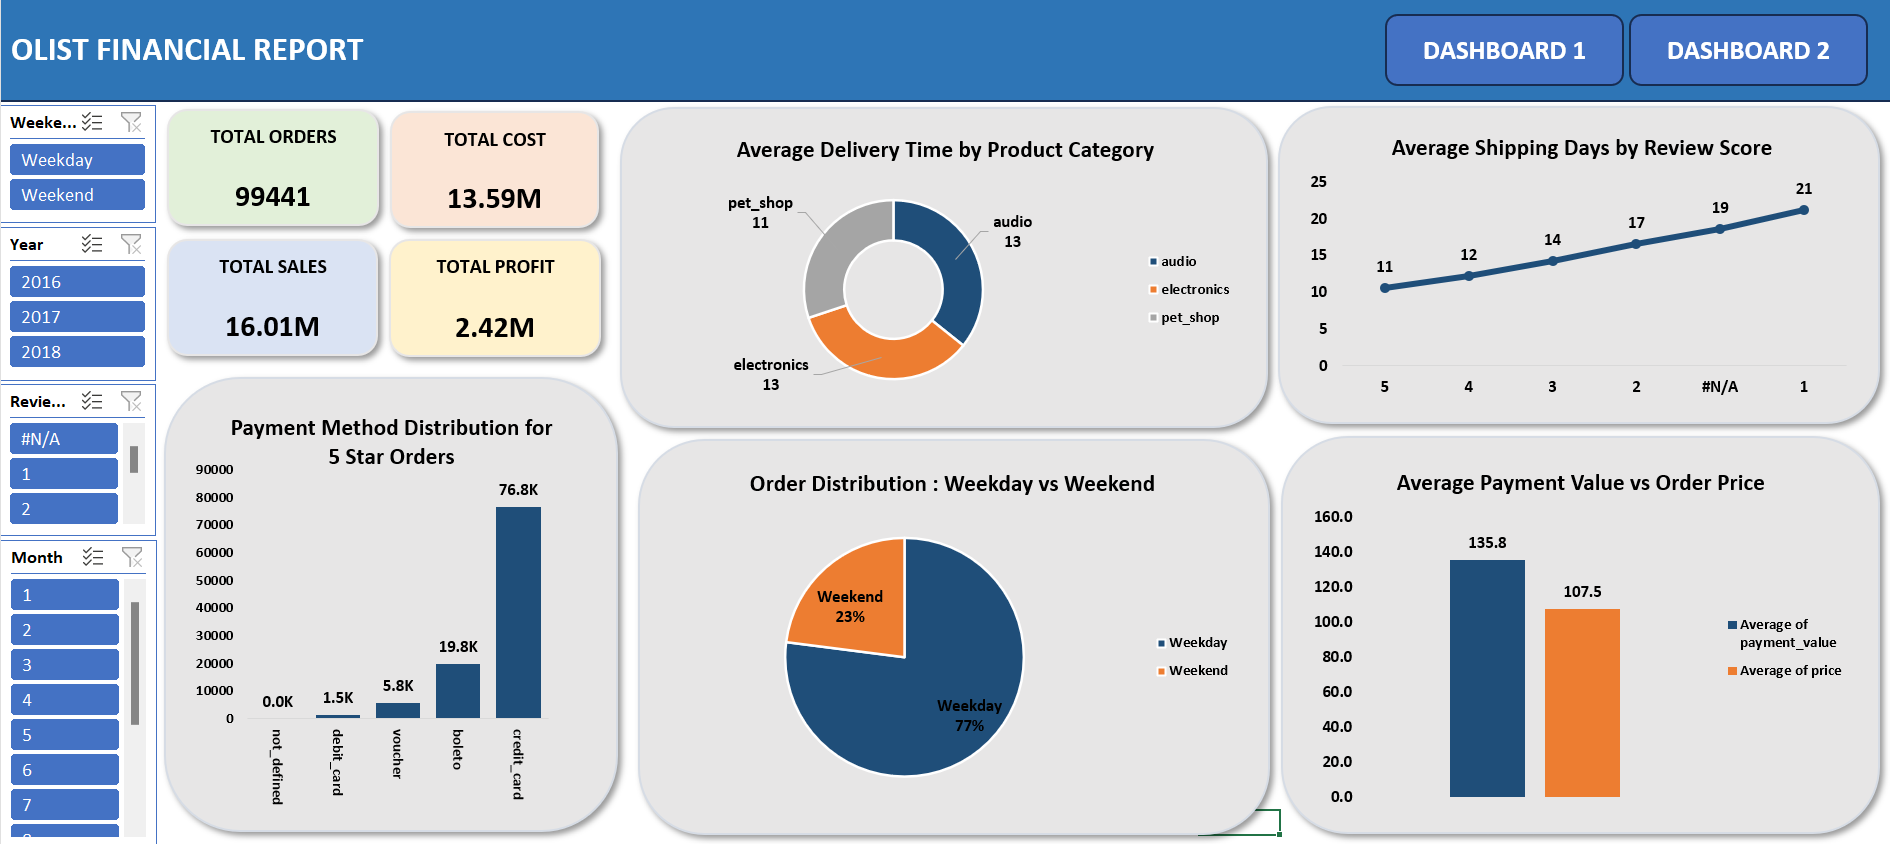 OLIST FINANCIAL REPORT
DASHBOARD 1
DASHBOARD 2
Weeke...
Weekday
Weekend
Year
2016
2017
2018
Revie...
#N/A
1
2
Month
1
2
3
4
5
6
7
TOTAL ORDERS
99441
TOTAL COST
13.59M
TOTAL SALES
16.01M
TOTAL PROFIT
2.42M
Payment Method Distribution for
5 Star Orders
90000
80000
70000
60000
50000
40000
30000
20000
10000
0
0.0K
1.5K
5.8K
19.8K
76.8K
not_defined
debit_card
voucher
boleto
credit_card
Average Delivery Time by Product Category
pet_shop
11
audio
13
electronics
13
audio
electronics
pet_shop
Order Distribution : Weekday vs Weekend
Weekend
23%
Weekday
77%
Weekday
Weekend
Average Shipping Days by Review Score
25
20
15
10
5
0
11
12
14
17
19
21
5
4
3
2
#N/A
1
Average Payment Value vs Order Price
160.0
140.0
120.0
100.0
80.0
60.0
40.0
20.0
0.0
135.8
107.5
Average of
payment_value
Average of price